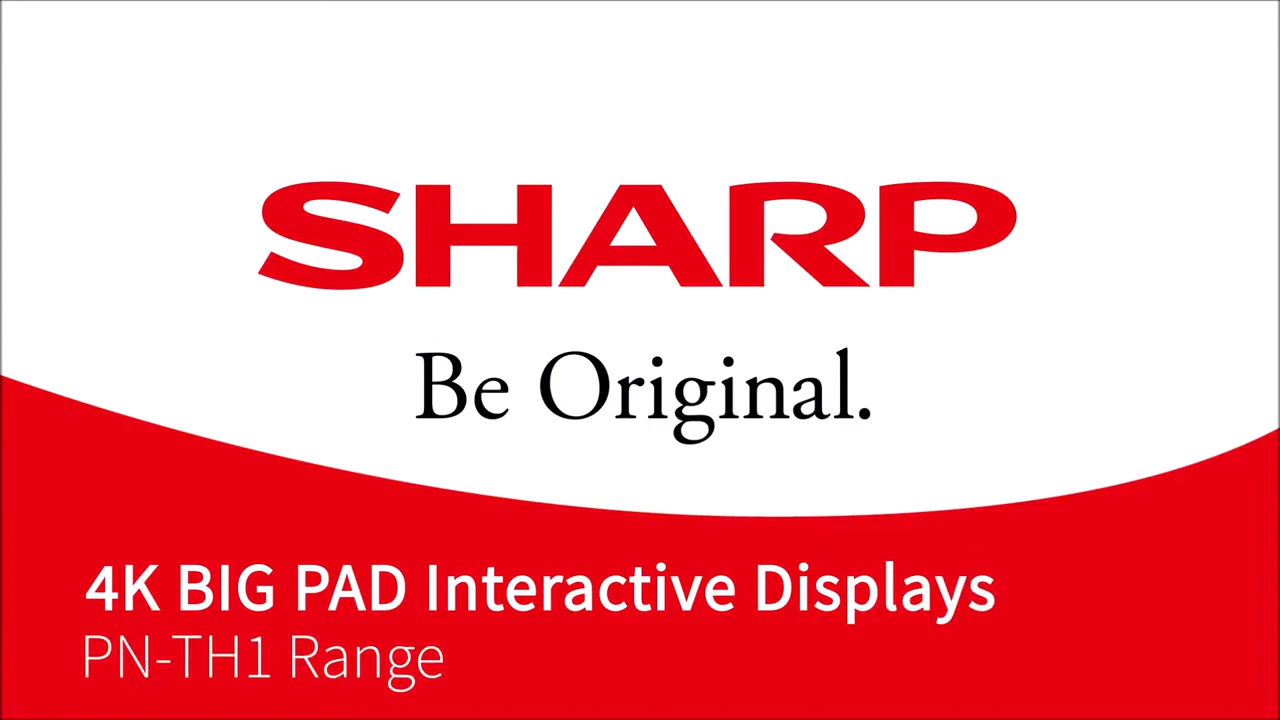 SHARP
Be Original.
4K BIG PAD Interactive Displays
PN-TH1 Range